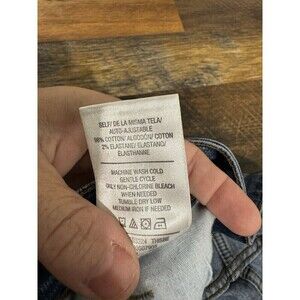 SELF/ DE LA MISMA TELA/
AUTO-AJUSTABLE
98% COTTON/ ALGODÓN/ COTON
2% ELASTANE/ ELASTANO/
ELASTHANNE
MACHINE WASH COLD
GENTLE CYCLE
ONLY NON-CHLORINE BLEACH
WHEN NEEDED
TUMBLE DRY LOW
MEDIUM IRON IF NEEDED